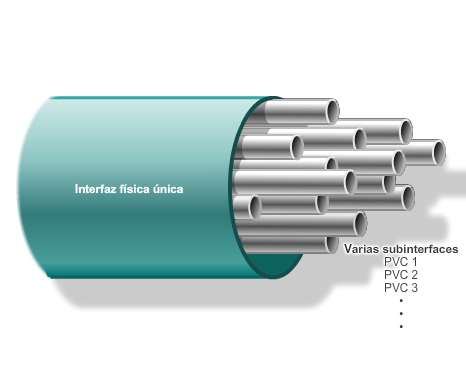 Interfaz física única
Varias subinterfaces
PVC 1
PVC 2
PVC 3
•
•
•